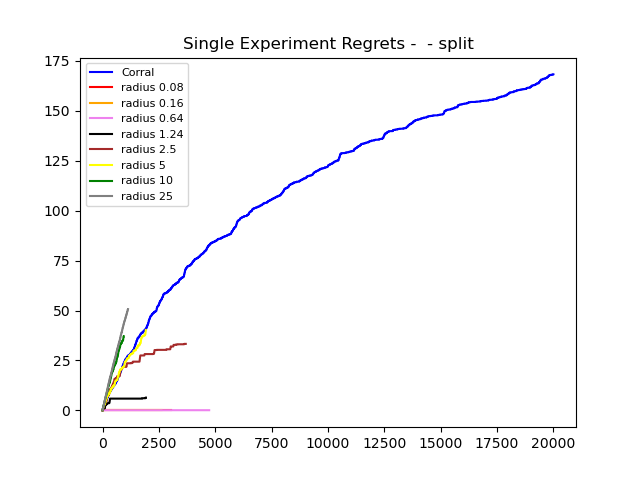 Single Experiment Regrets -  - split
175
150
125
100
75
50
25
0
Corral
radius 0.08
radius 0.16
radius 0.64
radius 1.24
radius 2.5
radius 5
radius 10
radius 25
0 2500 5000 7500 10000 12500 15000 17500 20000